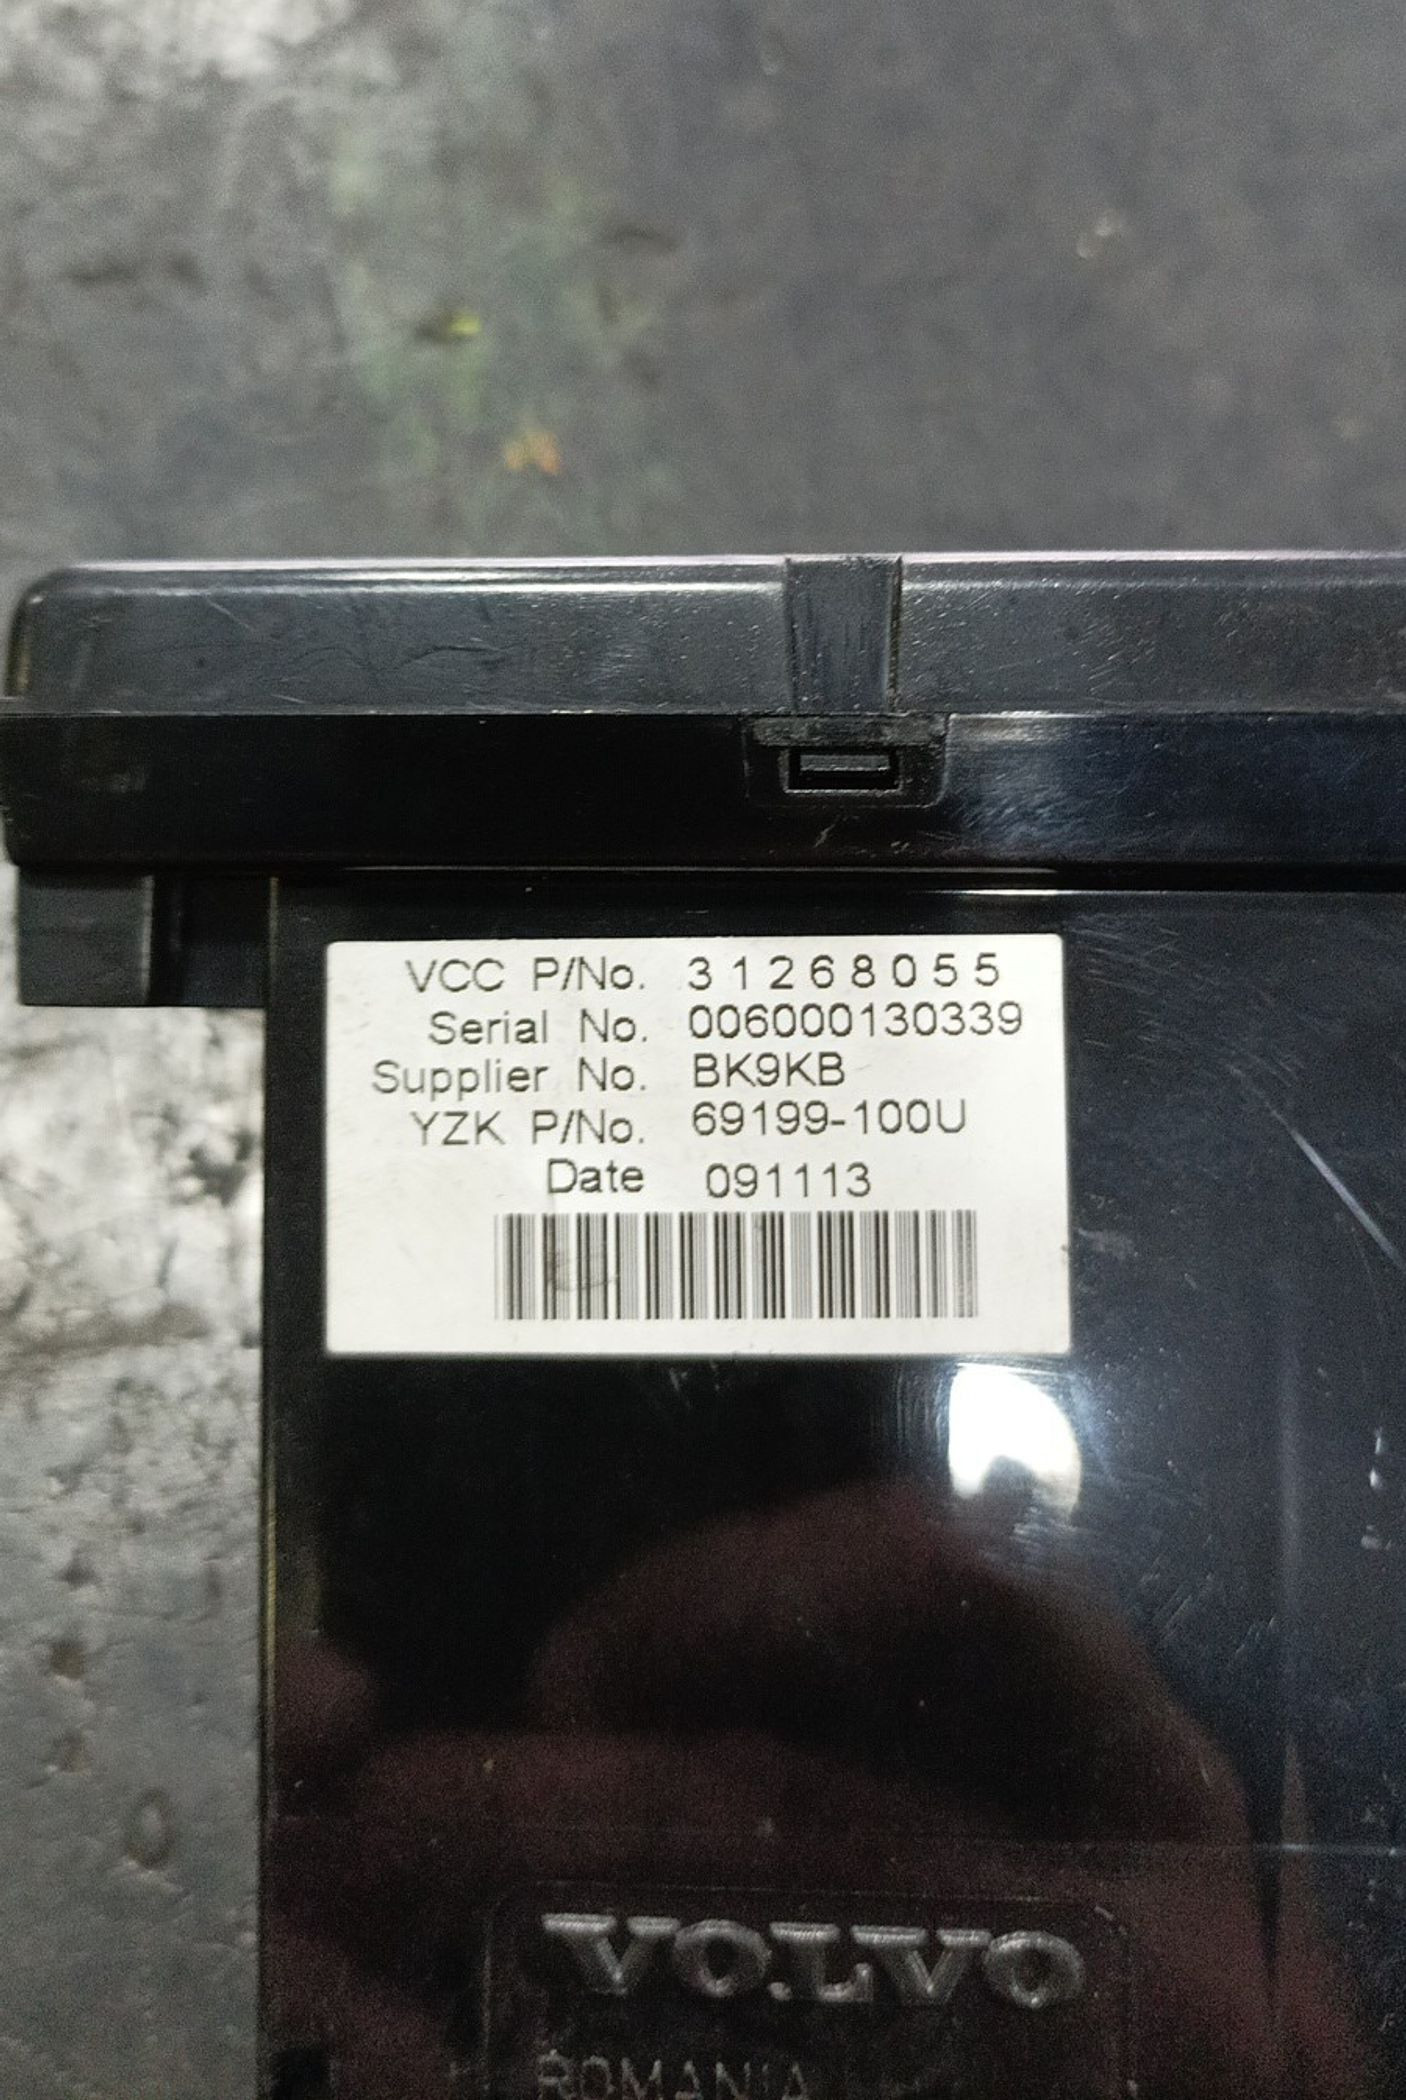 VCC P/No. 31268055
Serial No. 006000130339
Supplier No. BK9KB
YZK P/No. 69199-100U
Date 091113
VOLVO
ROMANIA